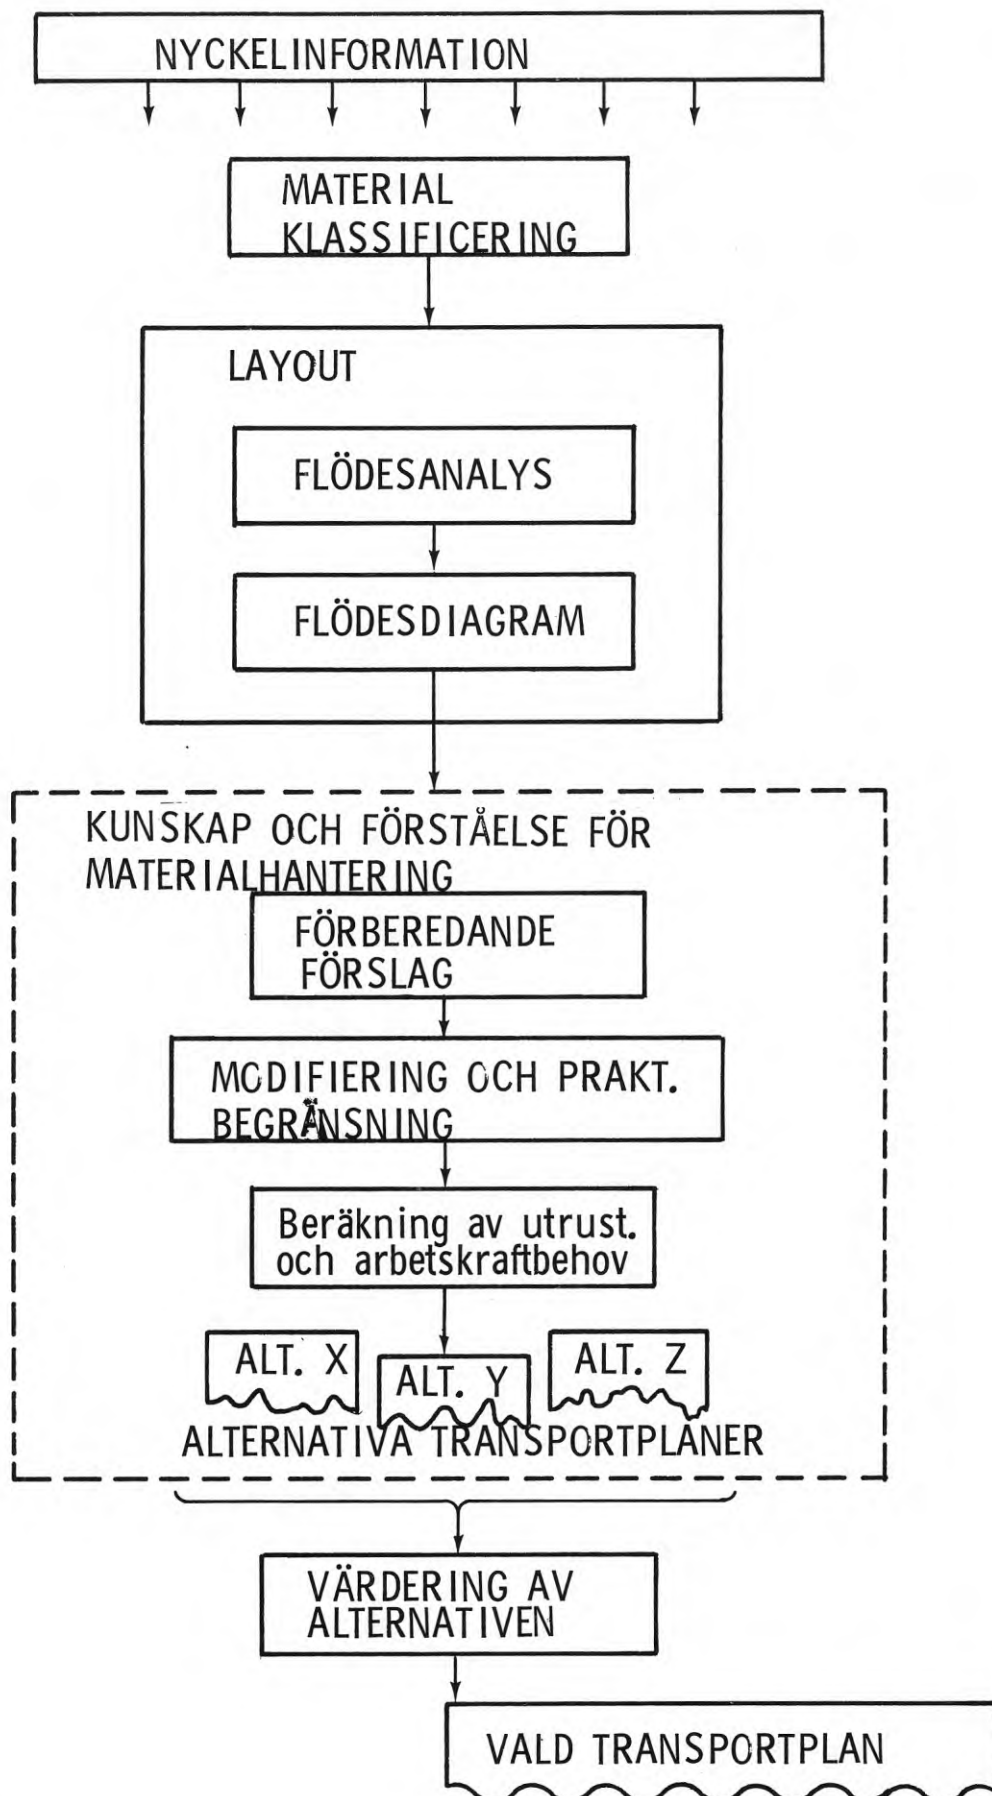 NYCKELINFORMATION
MATERIAL
KLASSIFICERING
LAYOUT
FLÖDESANALYS
FLÖDESDIAGRAM
KUNSKAP OCH FÖRSTÅELSE FÖR
MATERIALHANTERING
FÖRBEREDANDE
FÖRSLAG
MODIFIERING OCH PRAKT.
BEGRÄNSNING
Beräkning av utrust.
och arbetskraftbehov
ALT. X
ALT. Y
ALT. Z
ALTERNATIVA TRANSPORTPLANER
VÄRDERING AV
ALTERNATIVEN
VALD TRANSPORTPLAN